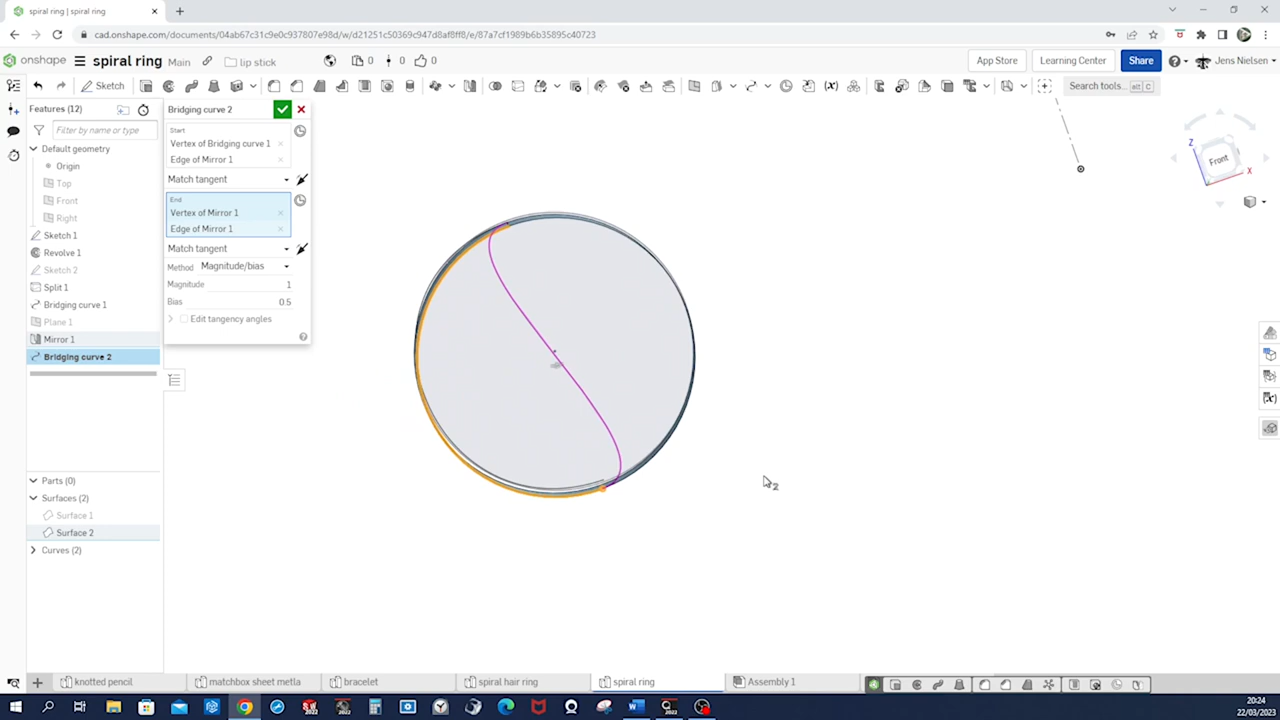 spiral ring | spiral ring
cad.onshape.com/documents/04ab67c31c9e0c937807e98d/w/d21251c50369c947d8af8ff8/e/87a7cf1989b6b35895c40723
onshape
spiral ring Main
lip stick
0
0
0
App Store
Learning Center
Share
Jens Nielsen
Sketch
Search tools...
alt C
Features (12)
Filter by name or type
Default geometry
Origin
Top
Front
Right
Sketch 1
Revolve 1
Sketch 2
Split 1
Bridging curve 1
Plane 1
Mirror 1
Bridging curve 2
Parts (0)
Surfaces (2)
Surface 1
Surface 2
Curves (2)
Bridging curve 2
Start
Vertex of Bridging curve 1
Edge of Mirror 1
Match tangent
End
Vertex of Mirror 1
Edge of Mirror 1
Match tangent
Method Magnitude/bias
Magnitude 1
Bias 0.5
Edit tangency angles
Z
Front
X
knotted pencil
matchbox sheet metla
bracelet
spiral hair ring
spiral ring
Assembly 1
20:24
22/03/2023